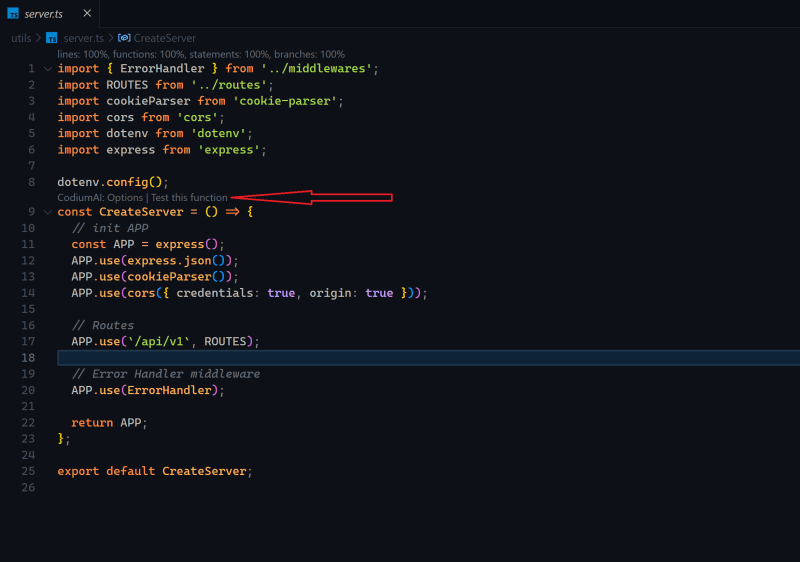 TS server.ts ×
utils > TS server.ts > CreateServer
lines: 100%, functions: 100%, statements: 100%, branches: 100%
1 import { ErrorHandler } from '../middlewares';
2 import ROUTES from '../routes';
3 import cookieParser from 'cookie-parser';
4 import cors from 'cors';
5 import dotenv from 'dotenv';
6 import express from 'express';
7
8 dotenv.config();
CodiumAI: Options | Test this function
9 const CreateServer = () => {
10 // init APP
11 const APP = express();
12 APP.use(express.json());
13 APP.use(cookieParser());
14 APP.use(cors({ credentials: true, origin: true }));
15
16 // Routes
17 APP.use(`/api/v1`, ROUTES);
18
19 // Error Handler middleware
20 APP.use(ErrorHandler);
21
22 return APP;
23 };
24
25 export default CreateServer;
26